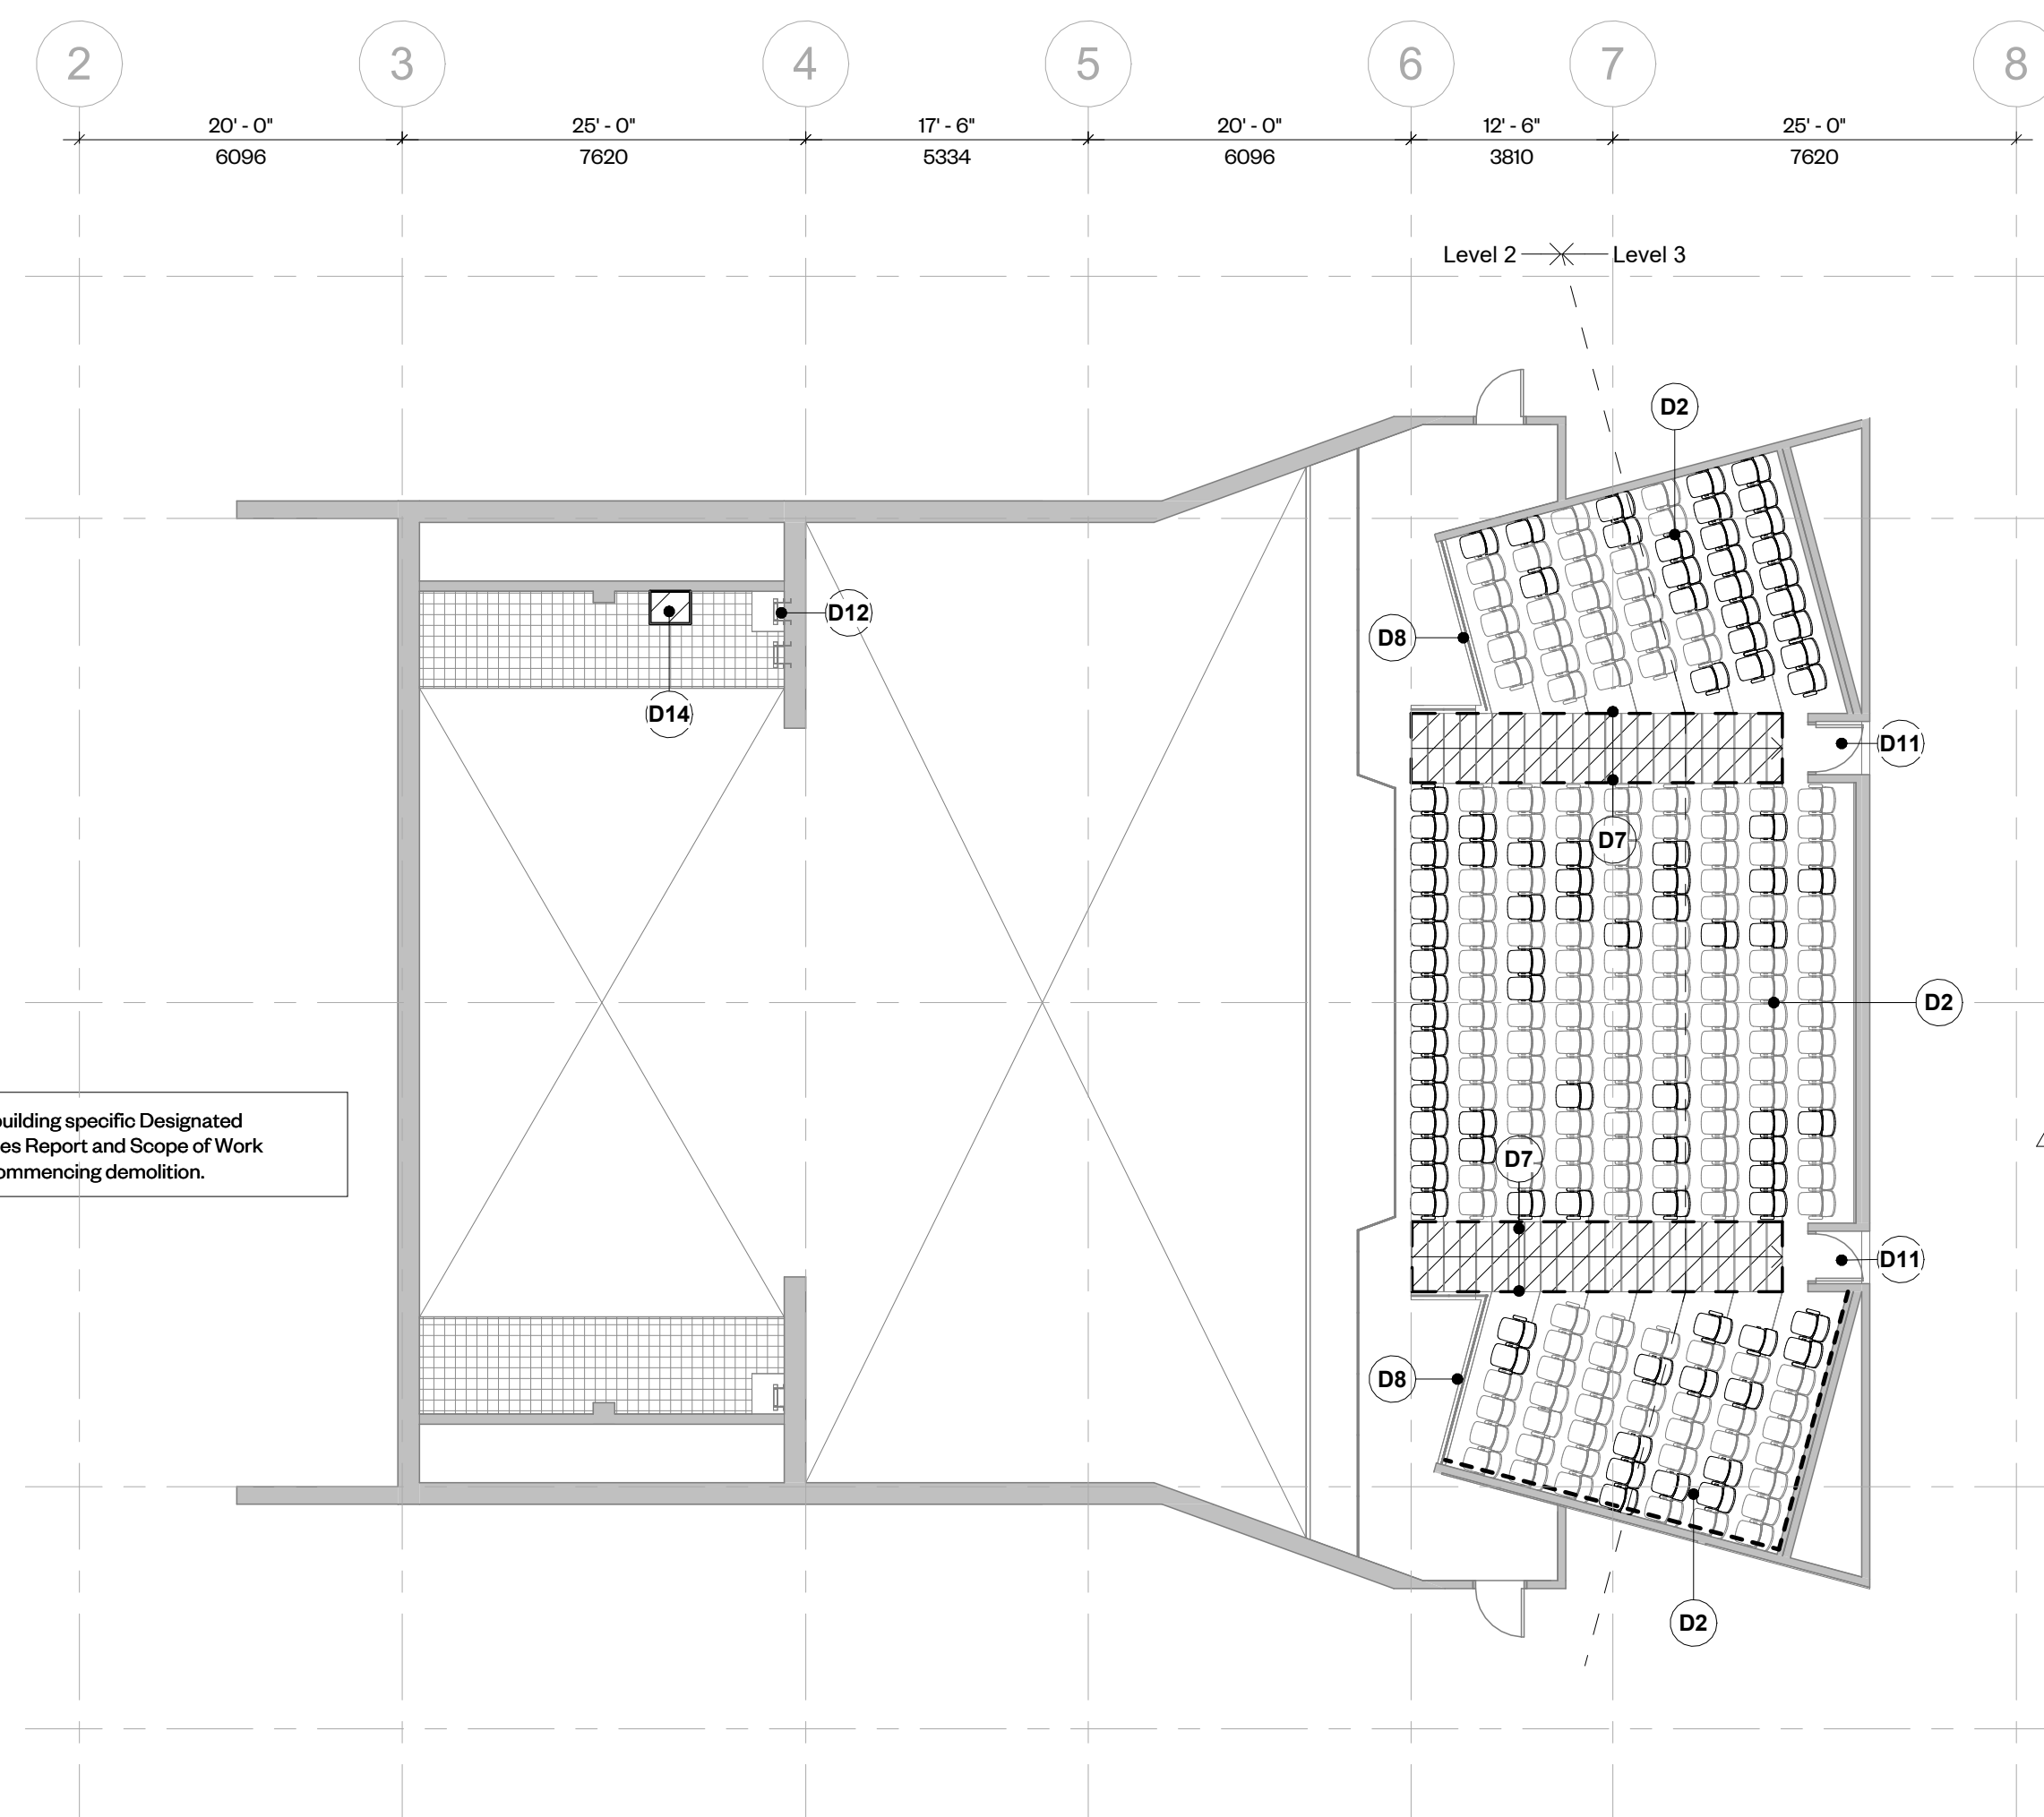 2 3 4 5 6 7 8
20' - 0" 25' - 0" 17' - 6" 20' - 0" 12' - 6" 25' - 0"
6096 7620 5334 6096 3810 7620
Level 2 Level 3
D2
D12
D8
D14
D11
D7
D2
building specific Designated
es Report and Scope of Work
commencing demolition.
D7
D11
D8
D2